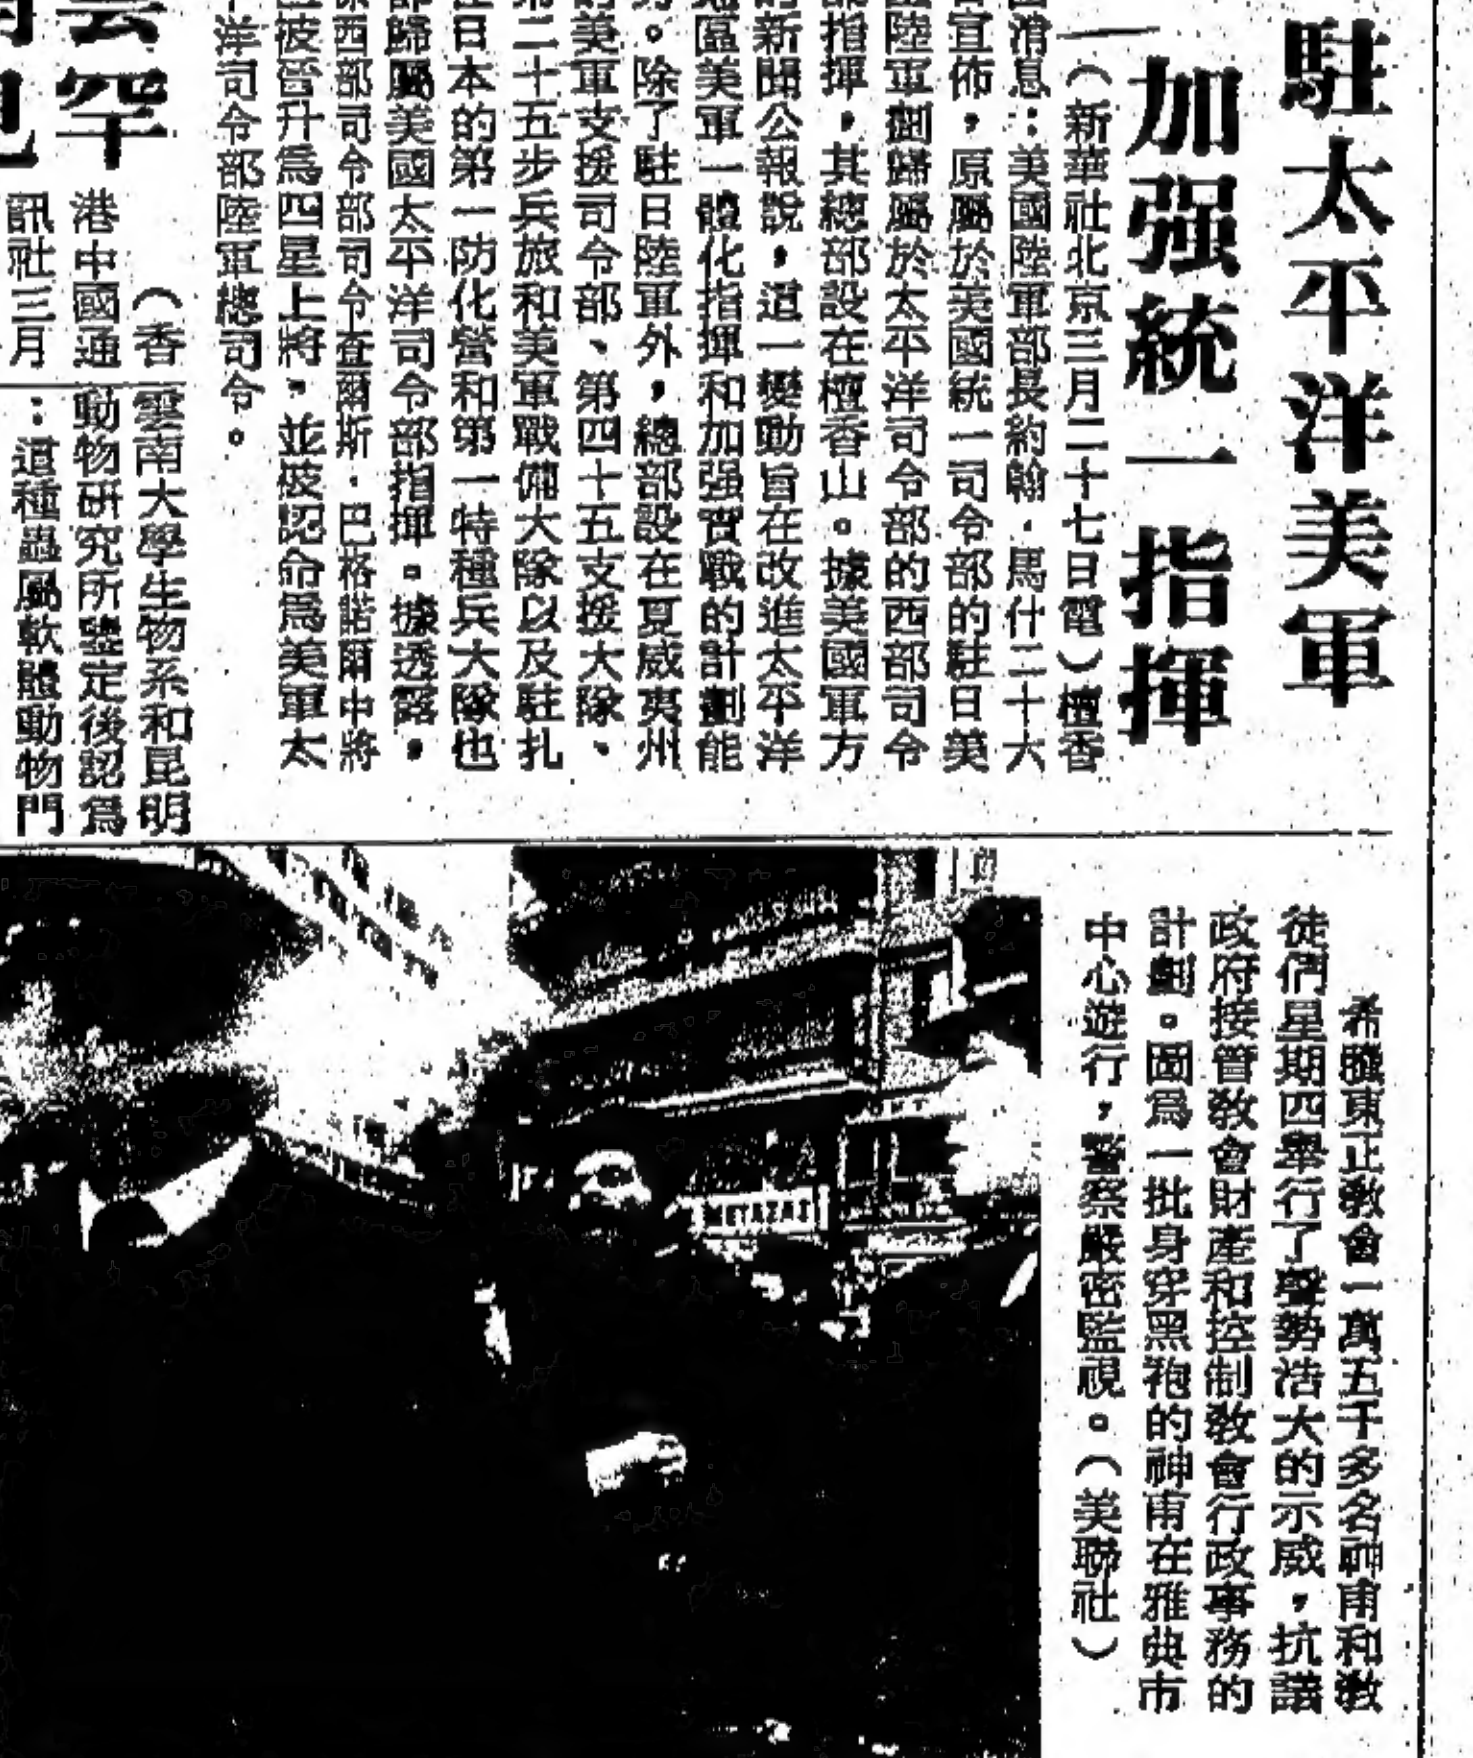 駐太平洋美軍
加强統一指揮
（新華社北京三月二十七日電）檀香
消息：美國陸軍部長約翰．馬什二十六
宣佈，原屬於美國統一司令部的駐日美
陸軍劃歸屬於太平洋司令部的西部司令
指揮，其總部設在檀香山。據美國軍方
新聞公報說，這一變動旨在改進太平洋
區美軍一體化指揮和加强實戰的計劃能
。除了駐日陸軍外，總部設在夏威夷州
美軍支援司令部、第四十五支援大隊、
二十五步兵旅和美軍戰備大隊以及駐扎
日本的第一防化營和第一特種兵大隊也
歸屬美國太平洋司令部指揮。據透露，
西部司令部司令查爾斯．巴格諾爾中將
被晉升爲四星上將，並被認命爲美軍太
洋司令部陸軍總司令。
罕
（香
港中國通
訊社三月
雲南大學生物系和昆明
動物研究所鑒定後認爲
：這種蟲屬軟體動物門
希臘東正教會一萬五千多名神甫和教
徒們星期四舉行了聲勢浩大的示威，抗議
政府接管教會財產和控制教會行政事務的
計劃。圖爲一批身穿黑袍的神甫在雅典市
中心遊行，警察嚴密監視。（美聯社）